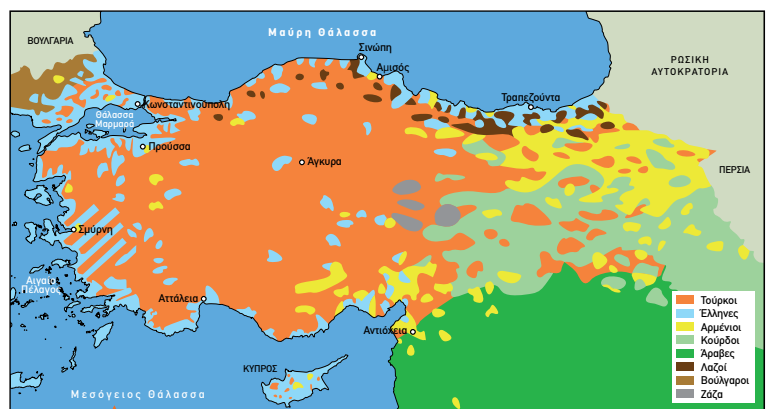 Μαύρη Θάλασσα
ΒΟΥΛΓΑΡΙΑ
Σινώπη
Αμισός
ΡΩΣΙΚΗ
ΑΥΤΟΚΡΑΤΟΡΙΑ
Τραπεζούντα
Κωνσταντινούπολη
Θάλασσα
Μαρμαρά
Προύσσα
Άγκυρα
ΠΕΡΣΙΑ
Σμύρνη
Αιγαίο
Πέλαγος
Ατταλεια
Αντιόχεια
ΚΥΠΡΟΣ
Μεσόγειος Θάλασσα
Τούρκοι
Έλληνες
Αρμένιοι
Κούρδοι
Άραβες
Λαζοί
Βούλγαροι
Ζάζα